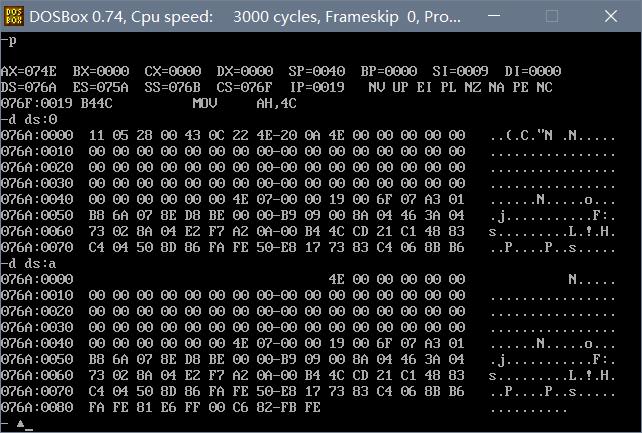 DOSBox 0.74, Cpu speed:    3000 cycles, Frameskip  0, Pro...
-p
AX=074E  BX=0000  CX=0000  DX=0000  SP=0040  BP=0000  SI=0009  DI=0000
DS=076A  ES=075A  SS=076B  CS=076F  IP=0019   NV UP EI PL NZ NA PE NC
076F:0019 B44C          MOV     AH,4C
-d ds:0
076A:0000  11 05 28 00 43 0C 22 4E-20 0A 4E 00 00 00 00 00   ..(.C."N .N.....
076A:0010  00 00 00 00 00 00 00 00-00 00 00 00 00 00 00 00   ................
076A:0020  00 00 00 00 00 00 00 00-00 00 00 00 00 00 00 00   ................
076A:0030  00 00 00 00 00 00 00 00-00 00 00 00 00 00 00 00   ................
076A:0040  00 00 00 00 00 00 4E 07-00 00 19 00 6F 07 A3 01   ......N.....o...
076A:0050  B8 6A 07 8E D8 BE 00 00-B9 09 00 8A 04 46 3A 04   .j...........F:.
076A:0060  73 02 8A 04 E2 F7 A2 0A-00 B4 4C CD 21 C1 48 83   s.........L.!.H.
076A:0070  C4 04 50 8D 86 FA FE 50-E8 17 73 83 C4 06 8B B6   ..P....P..s.....
-d ds:a
076A:0000                                4E 00 00 00 00 00             N.....
076A:0010  00 00 00 00 00 00 00 00-00 00 00 00 00 00 00 00   ................
076A:0020  00 00 00 00 00 00 00 00-00 00 00 00 00 00 00 00   ................
076A:0030  00 00 00 00 00 00 00 00-00 00 00 00 00 00 00 00   ................
076A:0040  00 00 00 00 00 00 4E 07-00 00 19 00 6F 07 A3 01   ......N.....o...
076A:0050  B8 6A 07 8E D8 BE 00 00-B9 09 00 8A 04 46 3A 04   .j...........F:.
076A:0060  73 02 8A 04 E2 F7 A2 0A-00 B4 4C CD 21 C1 48 83   s.........L.!.H.
076A:0070  C4 04 50 8D 86 FA FE 50-E8 17 73 83 C4 06 8B B6   ..P....P..s.....
076A:0080  FA FE 81 E6 FF 00 C6 82-FB FE                     ..........
- ▲_